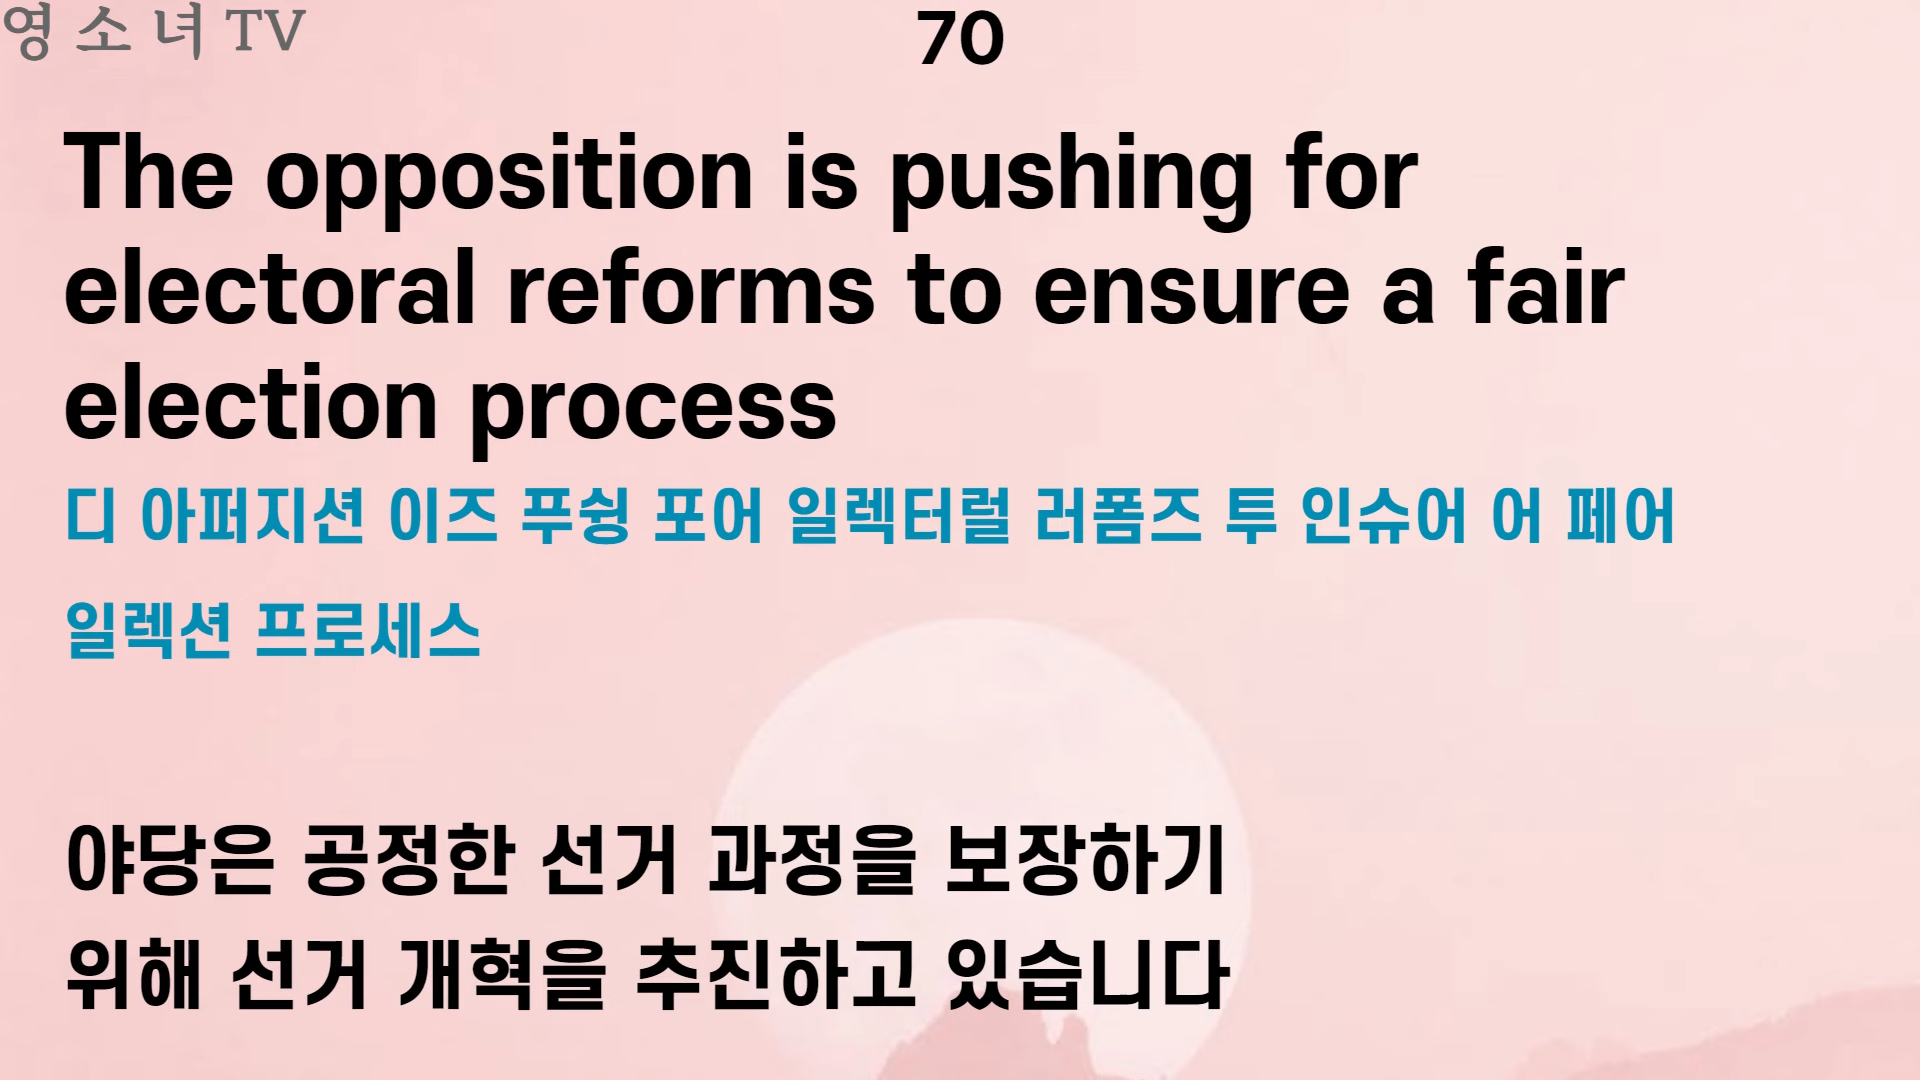 영소녀TV
70
The opposition is pushing for
electoral reforms to ensure a fair
election process
디 아퍼지션 이즈 푸슁 포어 일렉터럴 러폼즈 투 인슈어 어 페어
일렉션 프로세스
야당은 공정한 선거 과정을 보장하기
위해 선거 개혁을 추진하고 있습니다